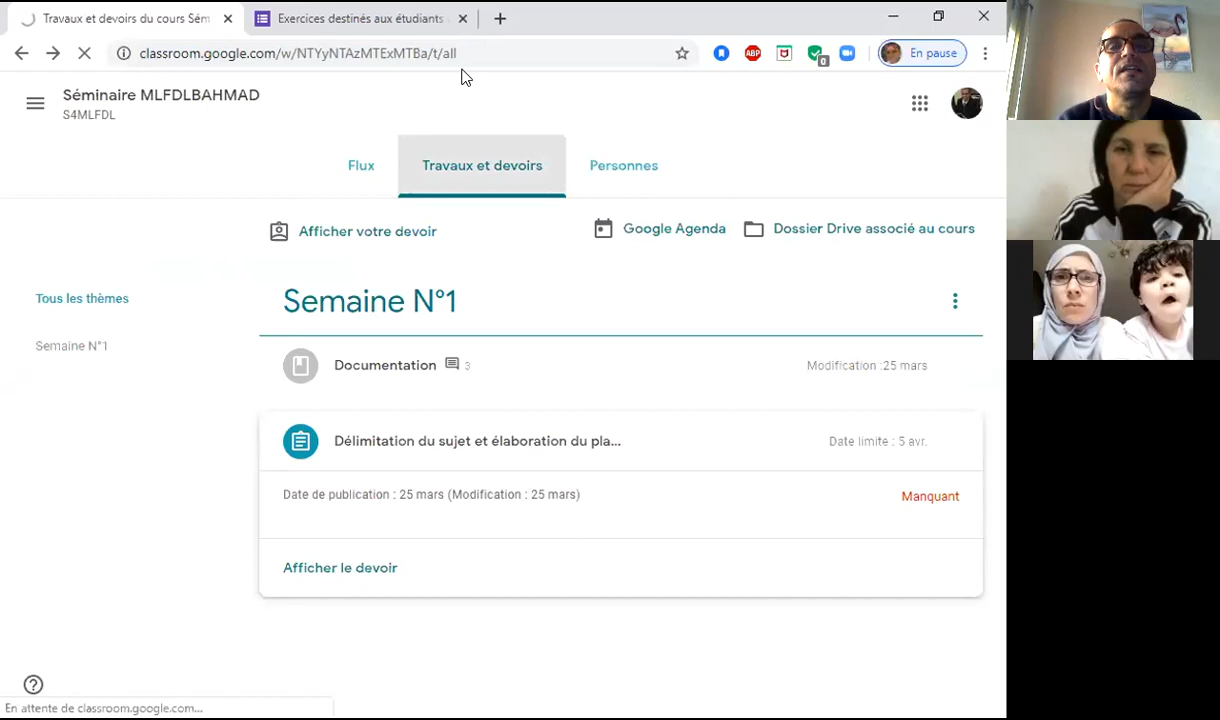 Travaux et devoirs du cours Sém
Exercices destinés aux étudiants
classroom.google.com/w/NTYyNTAzMTExMTBa/t/all
ABP
0
En pause
Séminaire MLFDLBAHMAD
S4MLFDL
Flux
Travaux et devoirs
Personnes
Afficher votre devoir
Google Agenda
Dossier Drive associé au cours
Tous les thèmes
Semaine N°1
Semaine N°1
Documentation
3
Modification :25 mars
Délimitation du sujet et élaboration du pla...
Date limite : 5 avr.
Date de publication : 25 mars (Modification : 25 mars)
Manquant
Afficher le devoir
En attente de classroom.google.com...